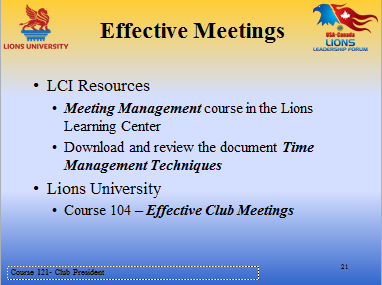 Effective Meetings
LIONS UNIVERSITY
USA-Canada
LIONS
LEADERSHIP FORUM
• LCI Resources
• Meeting Management course in the Lions
Learning Center
• Download and review the document Time
Management Techniques
• Lions University
• Course 104 – Effective Club Meetings
Course 121- Club President
21